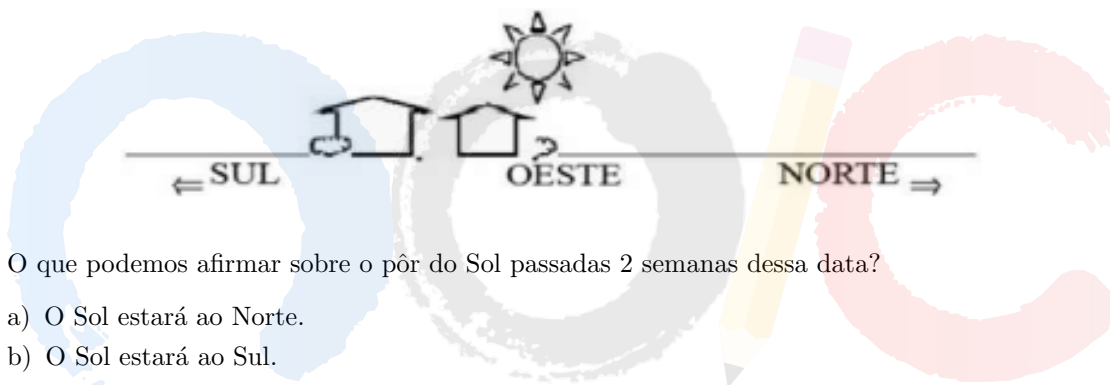 ⇐ SUL OESTE NORTE ⇒
O que podemos afirmar sobre o pôr do Sol passadas 2 semanas dessa data?
a) O Sol estará ao Norte.
b) O Sol estará ao Sul.